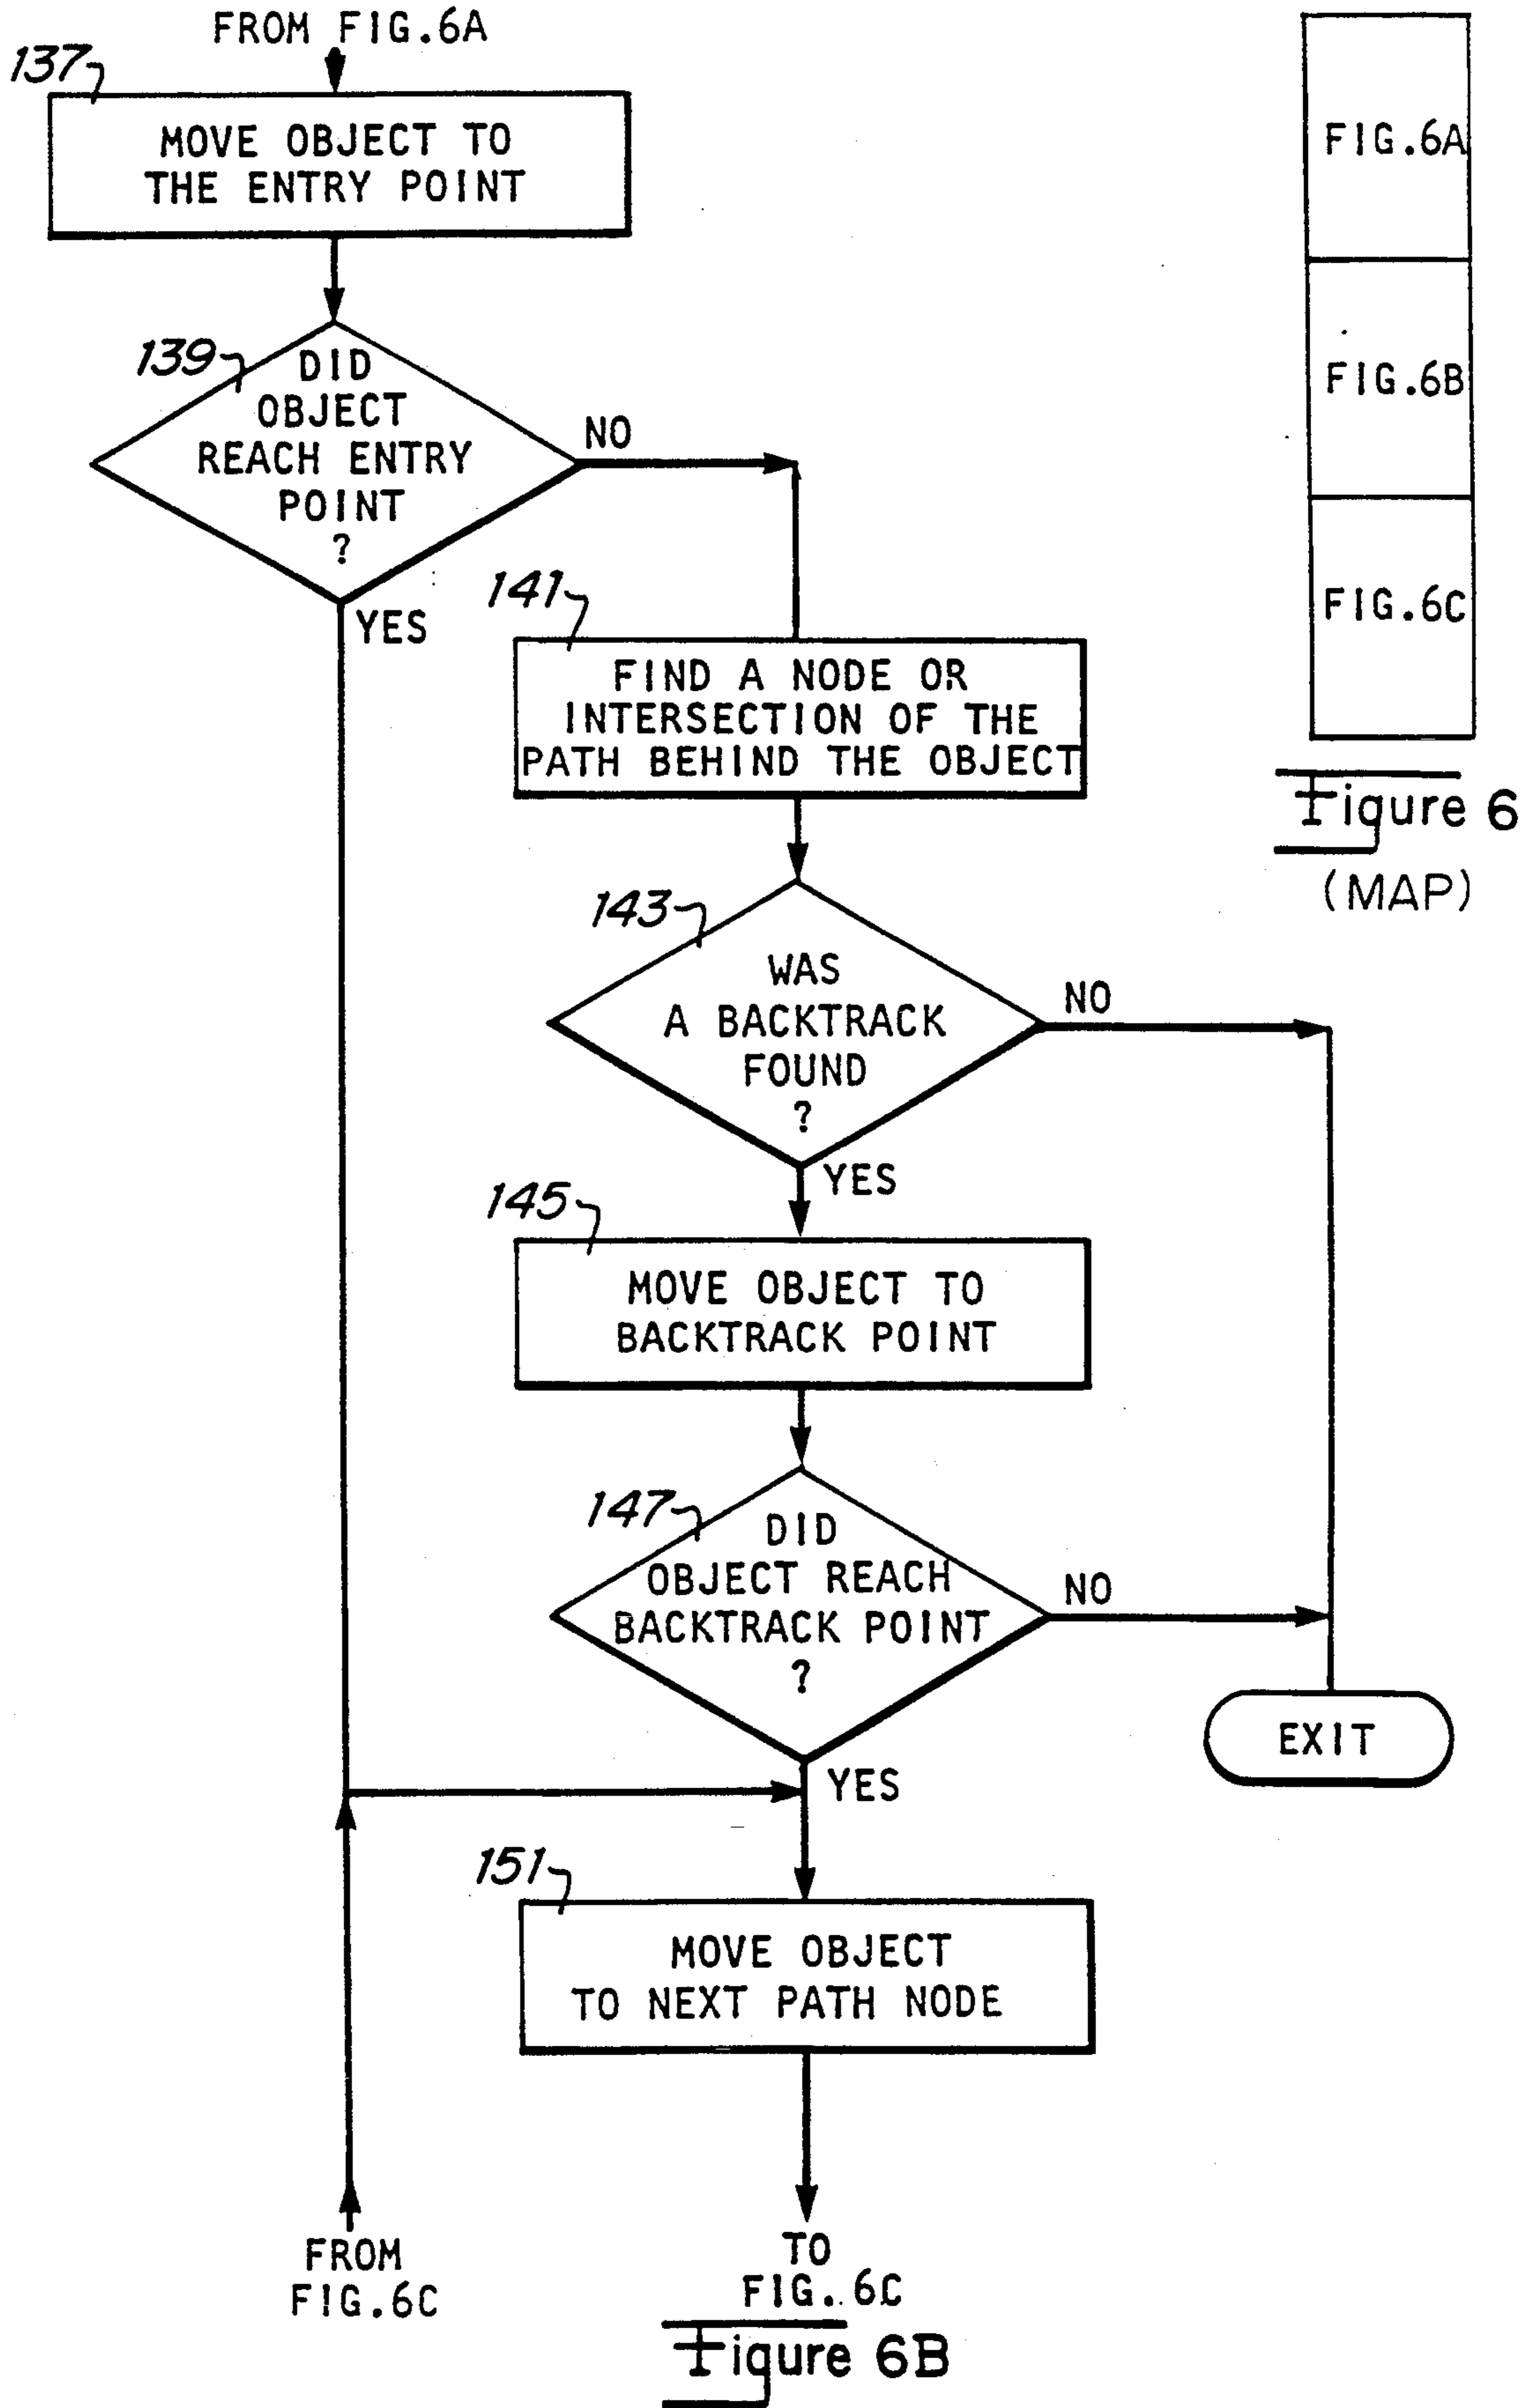 FROM FIG.6A
137
MOVE OBJECT TO
THE ENTRY POINT
139
DID
OBJECT
REACH ENTRY
POINT
?
NO
YES
141
FIND A NODE OR
INTERSECTION OF THE
PATH BEHIND THE OBJECT
143
WAS
A BACKTRACK
FOUND
?
NO
YES
145
MOVE OBJECT TO
BACKTRACK POINT
147
DID
OBJECT REACH
BACKTRACK POINT
?
NO
YES
EXIT
151
MOVE OBJECT
TO NEXT PATH NODE
FROM
FIG.6C
TO
FIG.6C
Figure 6B
FIG.6A
FIG.6B
FIG.6C
Figure 6
(MAP)